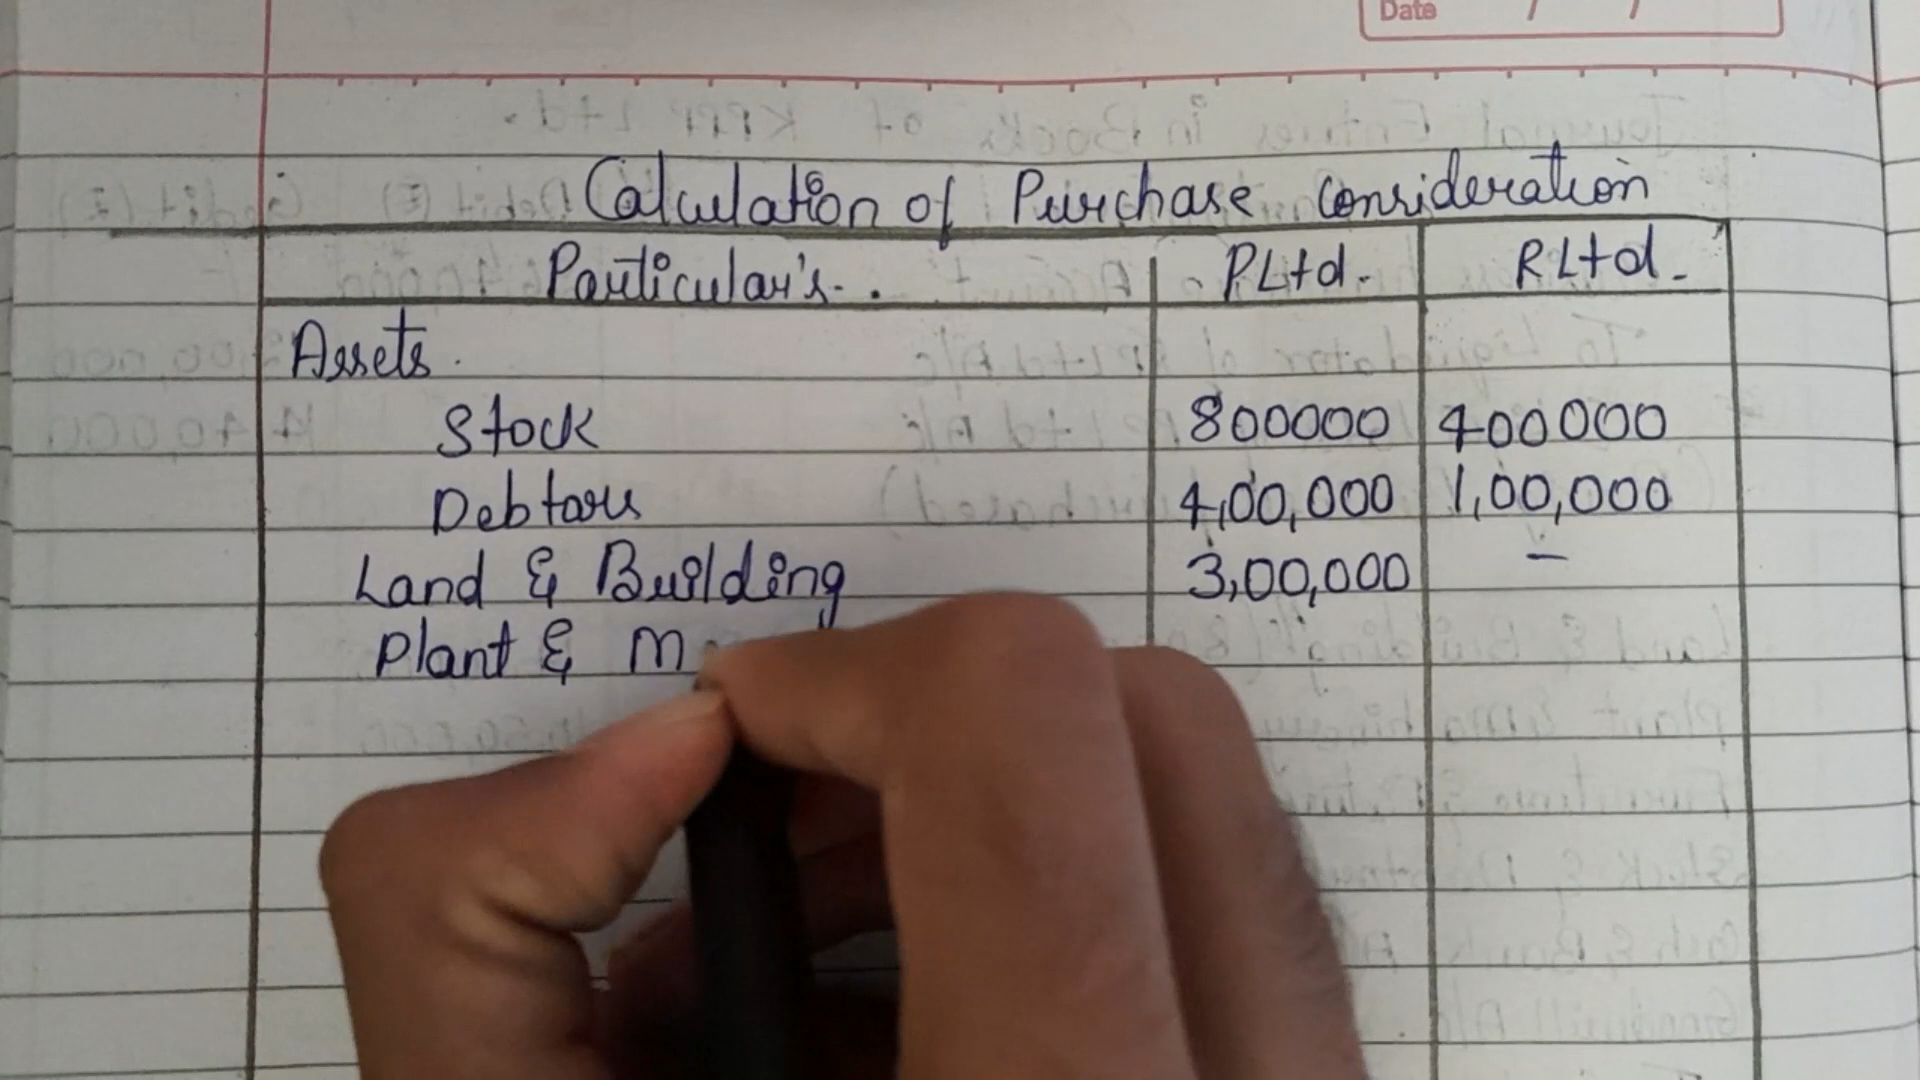 Date / /
Calculation of Purchase Consideration
Particular's. P Ltd. R Ltd.
Assets.
Stock 800000 400000
Debtors 4,00,000 1,00,000
Land & Building 3,00,000 -
Plant & M